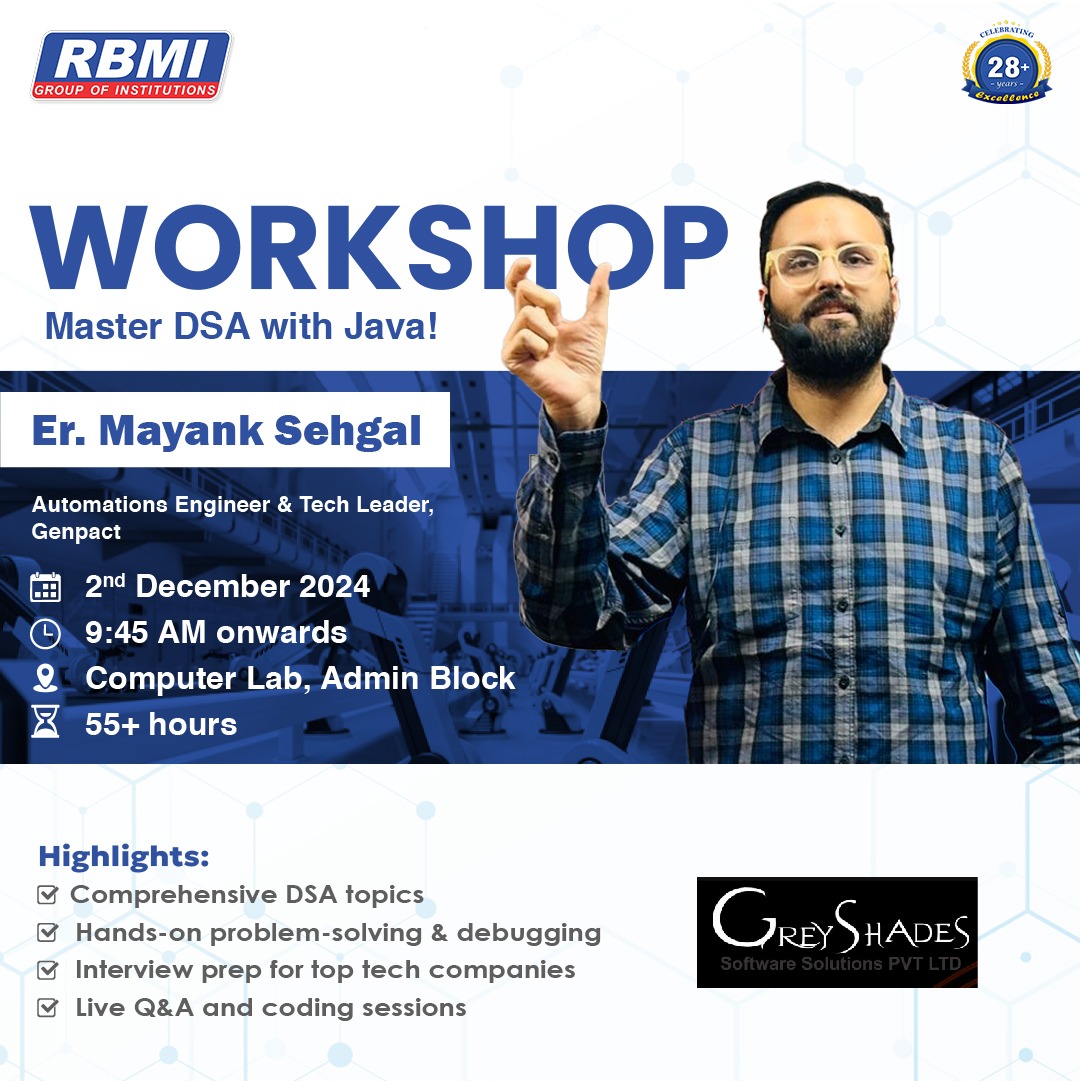 RBMI
GROUP OF INSTITUTIONS
CELEBRATING
28+
- years -
Excellence
WORKSHOP
Master DSA with Java!
Er. Mayank Sehgal
Automations Engineer & Tech Leader,
Genpact
2nd December 2024
9:45 AM onwards
Computer Lab, Admin Block
55+ hours
Highlights:
Comprehensive DSA topics
Hands-on problem-solving & debugging
Interview prep for top tech companies
Live Q&A and coding sessions
GREYSHADES
Software Solutions PVT LTD